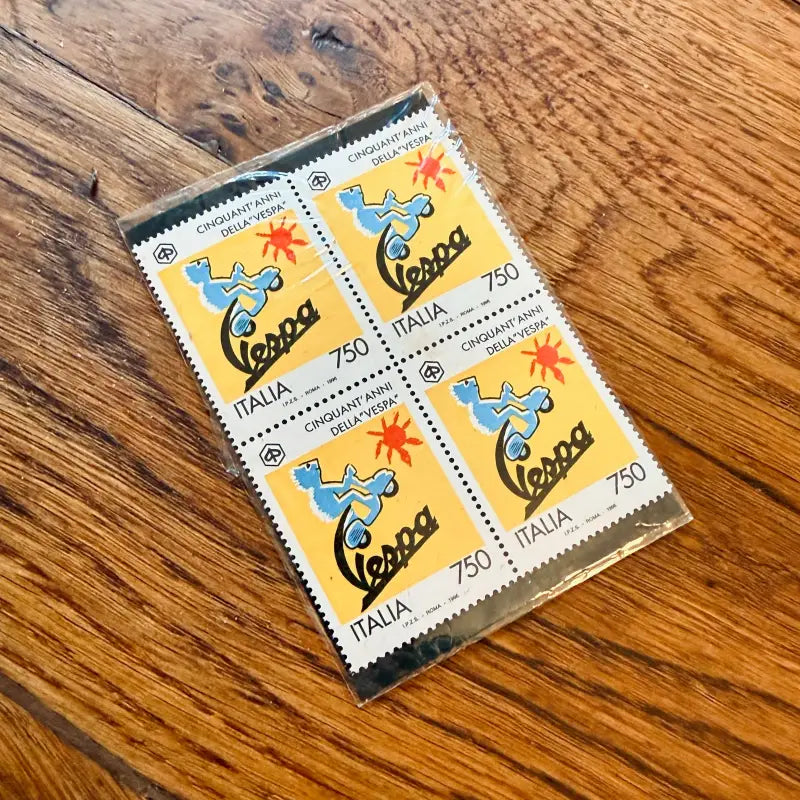 CINQUANT'ANNI
DELLA "VESPA"
Vespa
750
ITALIA
I.P.Z.S. - ROMA - 1996
CINQUANT'ANNI
DELLA "VESPA"
Vespa
750
ITALIA
I.P.Z.S. - ROMA - 1996
CINQUANT'ANNI
DELLA "VESPA"
Vespa
750
ITALIA
I.P.Z.S. - ROMA - 1996
CINQUANT'ANNI
DELLA "VESPA"
Vespa
750
ITALIA
I.P.Z.S. - ROMA - 1996